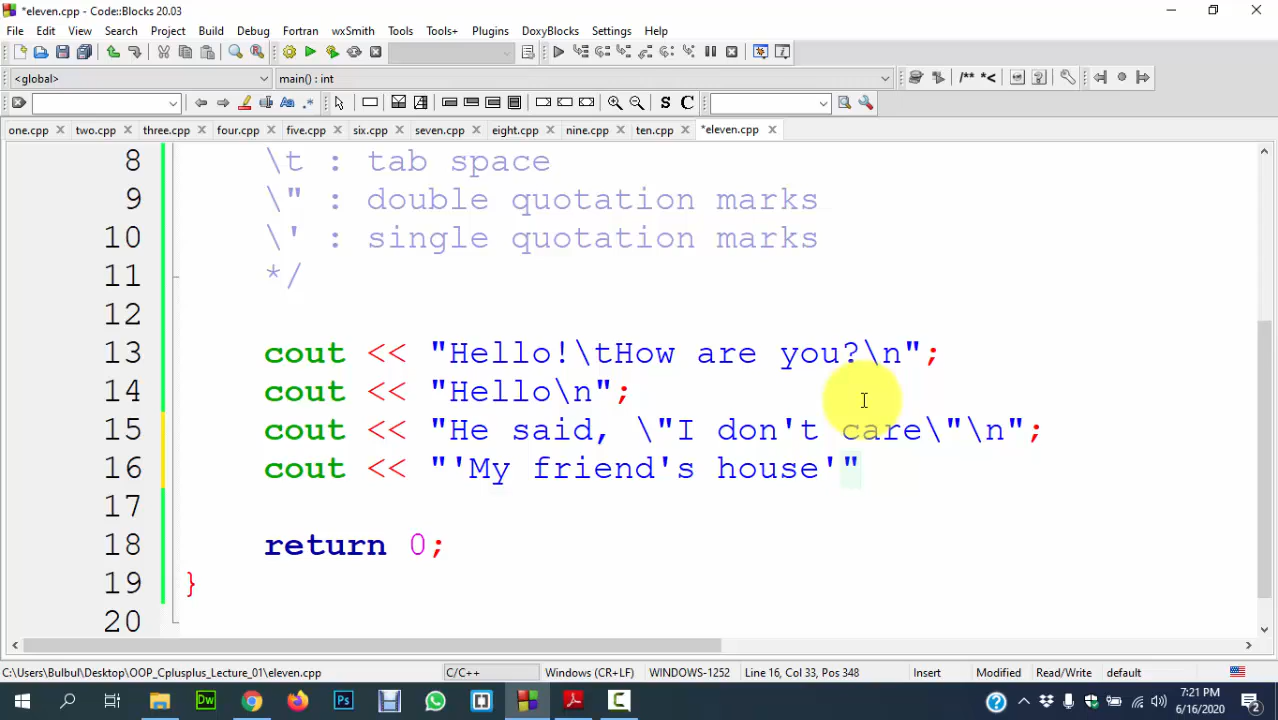 *eleven.cpp - Code::Blocks 20.03
File Edit View Search Project Build Debug Fortran wxSmith Tools Tools+ Plugins DoxyBlocks Settings Help
<global> main() : int
/** *<
S C
one.cpp two.cpp three.cpp four.cpp five.cpp six.cpp seven.cpp eight.cpp nine.cpp ten.cpp *eleven.cpp
8 \t : tab space
9 \" : double quotation marks
10 \' : single quotation marks
11 */
12
13 cout << "Hello!\tHow are you?\n";
14 cout << "Hello\n";
15 cout << "He said, \"I don't care\"\n";
16 cout << "'My friend's house'"
17
18 return 0;
19 }
20
C:\Users\Bulbul\Desktop\OOP_Cplusplus_Lecture_01\eleven.cpp C/C++ Windows (CR+LF) WINDOWS-1252 Line 16, Col 33, Pos 348 Insert Modified Read/Write default
Dw Ps 7:21 PM
6/16/2020 2